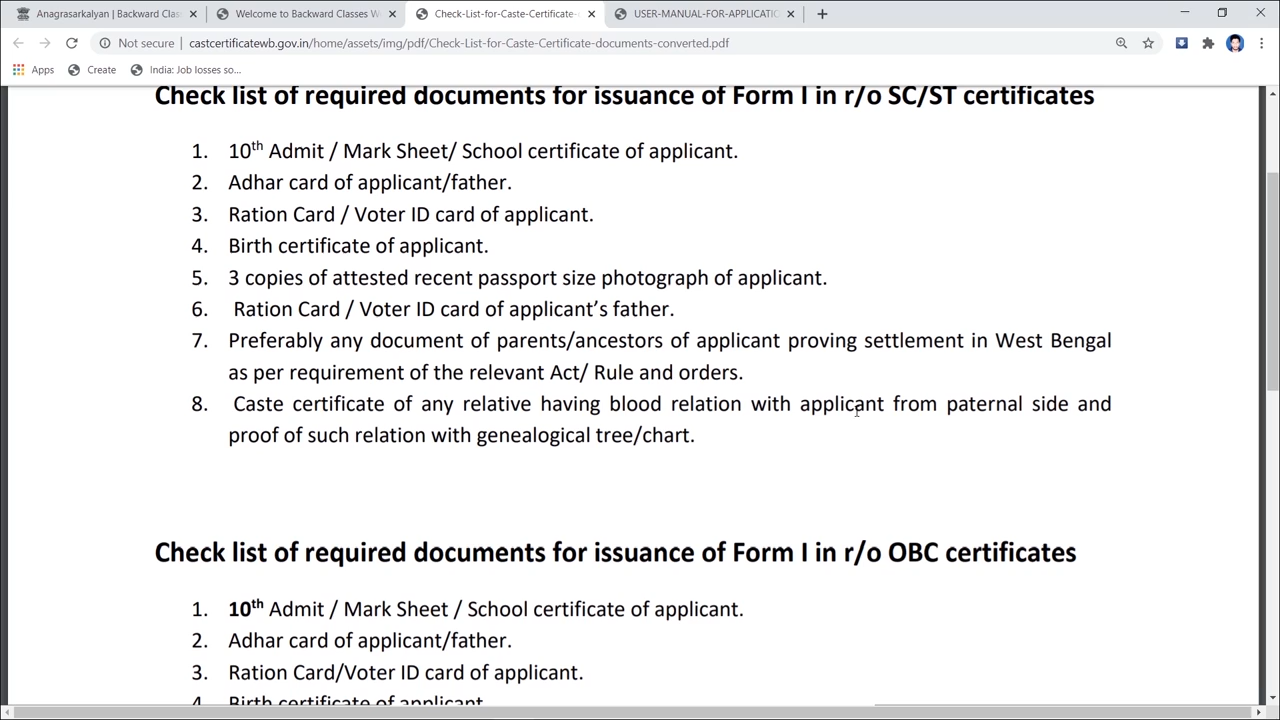 Anagrasarkalyan | Backward Clas
Welcome to Backward Classes W
Check-List-for-Caste-Certificate-
USER-MANUAL-FOR-APPLICATIO
Not secure | castcertificatewb.gov.in/home/assets/img/pdf/Check-List-for-Caste-Certificate-documents-converted.pdf
Apps Create India: Job losses so...
Check list of required documents for issuance of Form I in r/o SC/ST certificates
1. 10th Admit / Mark Sheet/ School certificate of applicant.
2. Adhar card of applicant/father.
3. Ration Card / Voter ID card of applicant.
4. Birth certificate of applicant.
5. 3 copies of attested recent passport size photograph of applicant.
6. Ration Card / Voter ID card of applicant’s father.
7. Preferably any document of parents/ancestors of applicant proving settlement in West Bengal
as per requirement of the relevant Act/ Rule and orders.
8. Caste certificate of any relative having blood relation with applicant from paternal side and
proof of such relation with genealogical tree/chart.
Check list of required documents for issuance of Form I in r/o OBC certificates
1. 10th Admit / Mark Sheet / School certificate of applicant.
2. Adhar card of applicant/father.
3. Ration Card/Voter ID card of applicant.
4. Birth certificate of applicant.